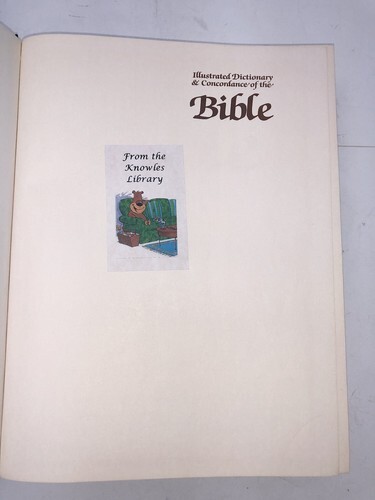 Illustrated Dictionary
& Concordance of the
Bible
From the
Knowles
Library